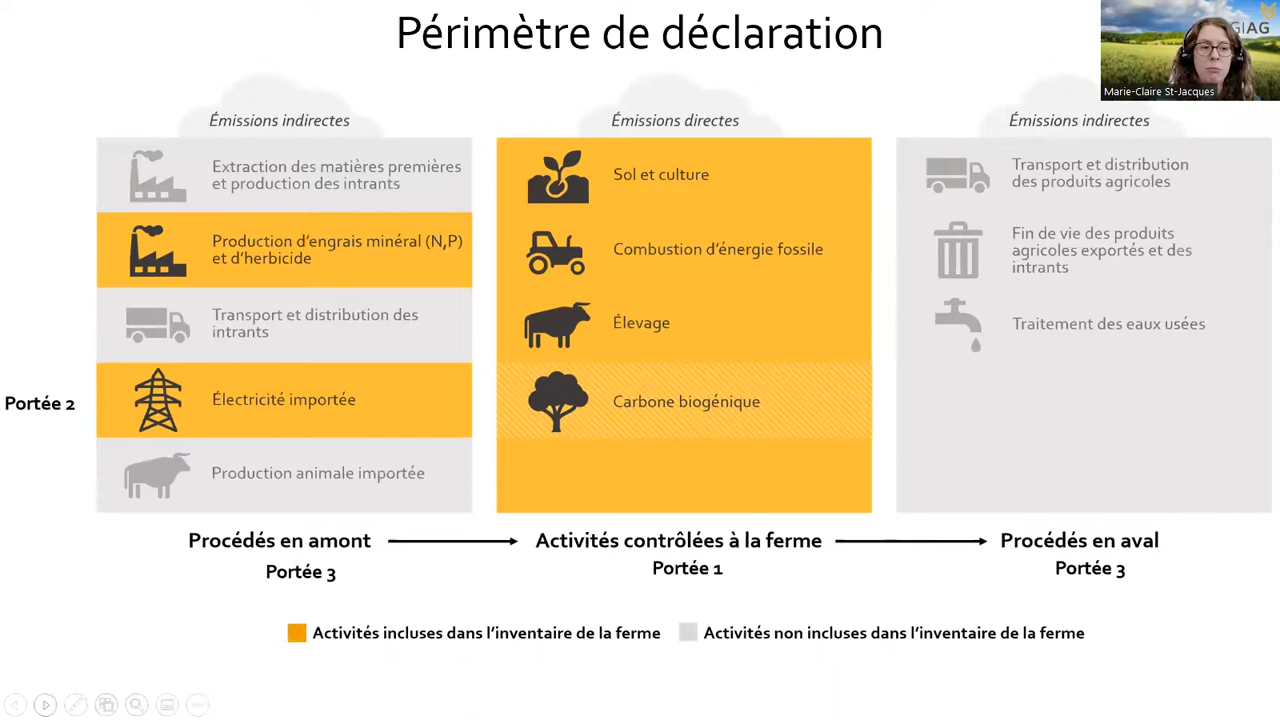 Périmètre de déclaration
GIAG
Marie-Claire St-Jacques
Émissions indirectes
Extraction des matières premières
et production des intrants
Production d'engrais minéral (N,P)
et d'herbicide
Transport et distribution des
intrants
Portée 2
Électricité importée
Production animale importée
Procédés en amont
Portée 3
Émissions directes
Sol et culture
Combustion d'énergie fossile
Élevage
Carbone biogénique
Activités contrôlées à la ferme
Portée 1
Émissions indirectes
Transport et distribution
des produits agricoles
Fin de vie des produits
agricoles exportés et des
intrants
Traitement des eaux usées
Procédés en aval
Portée 3
Activités incluses dans l'inventaire de la ferme
Activités non incluses dans l'inventaire de la ferme